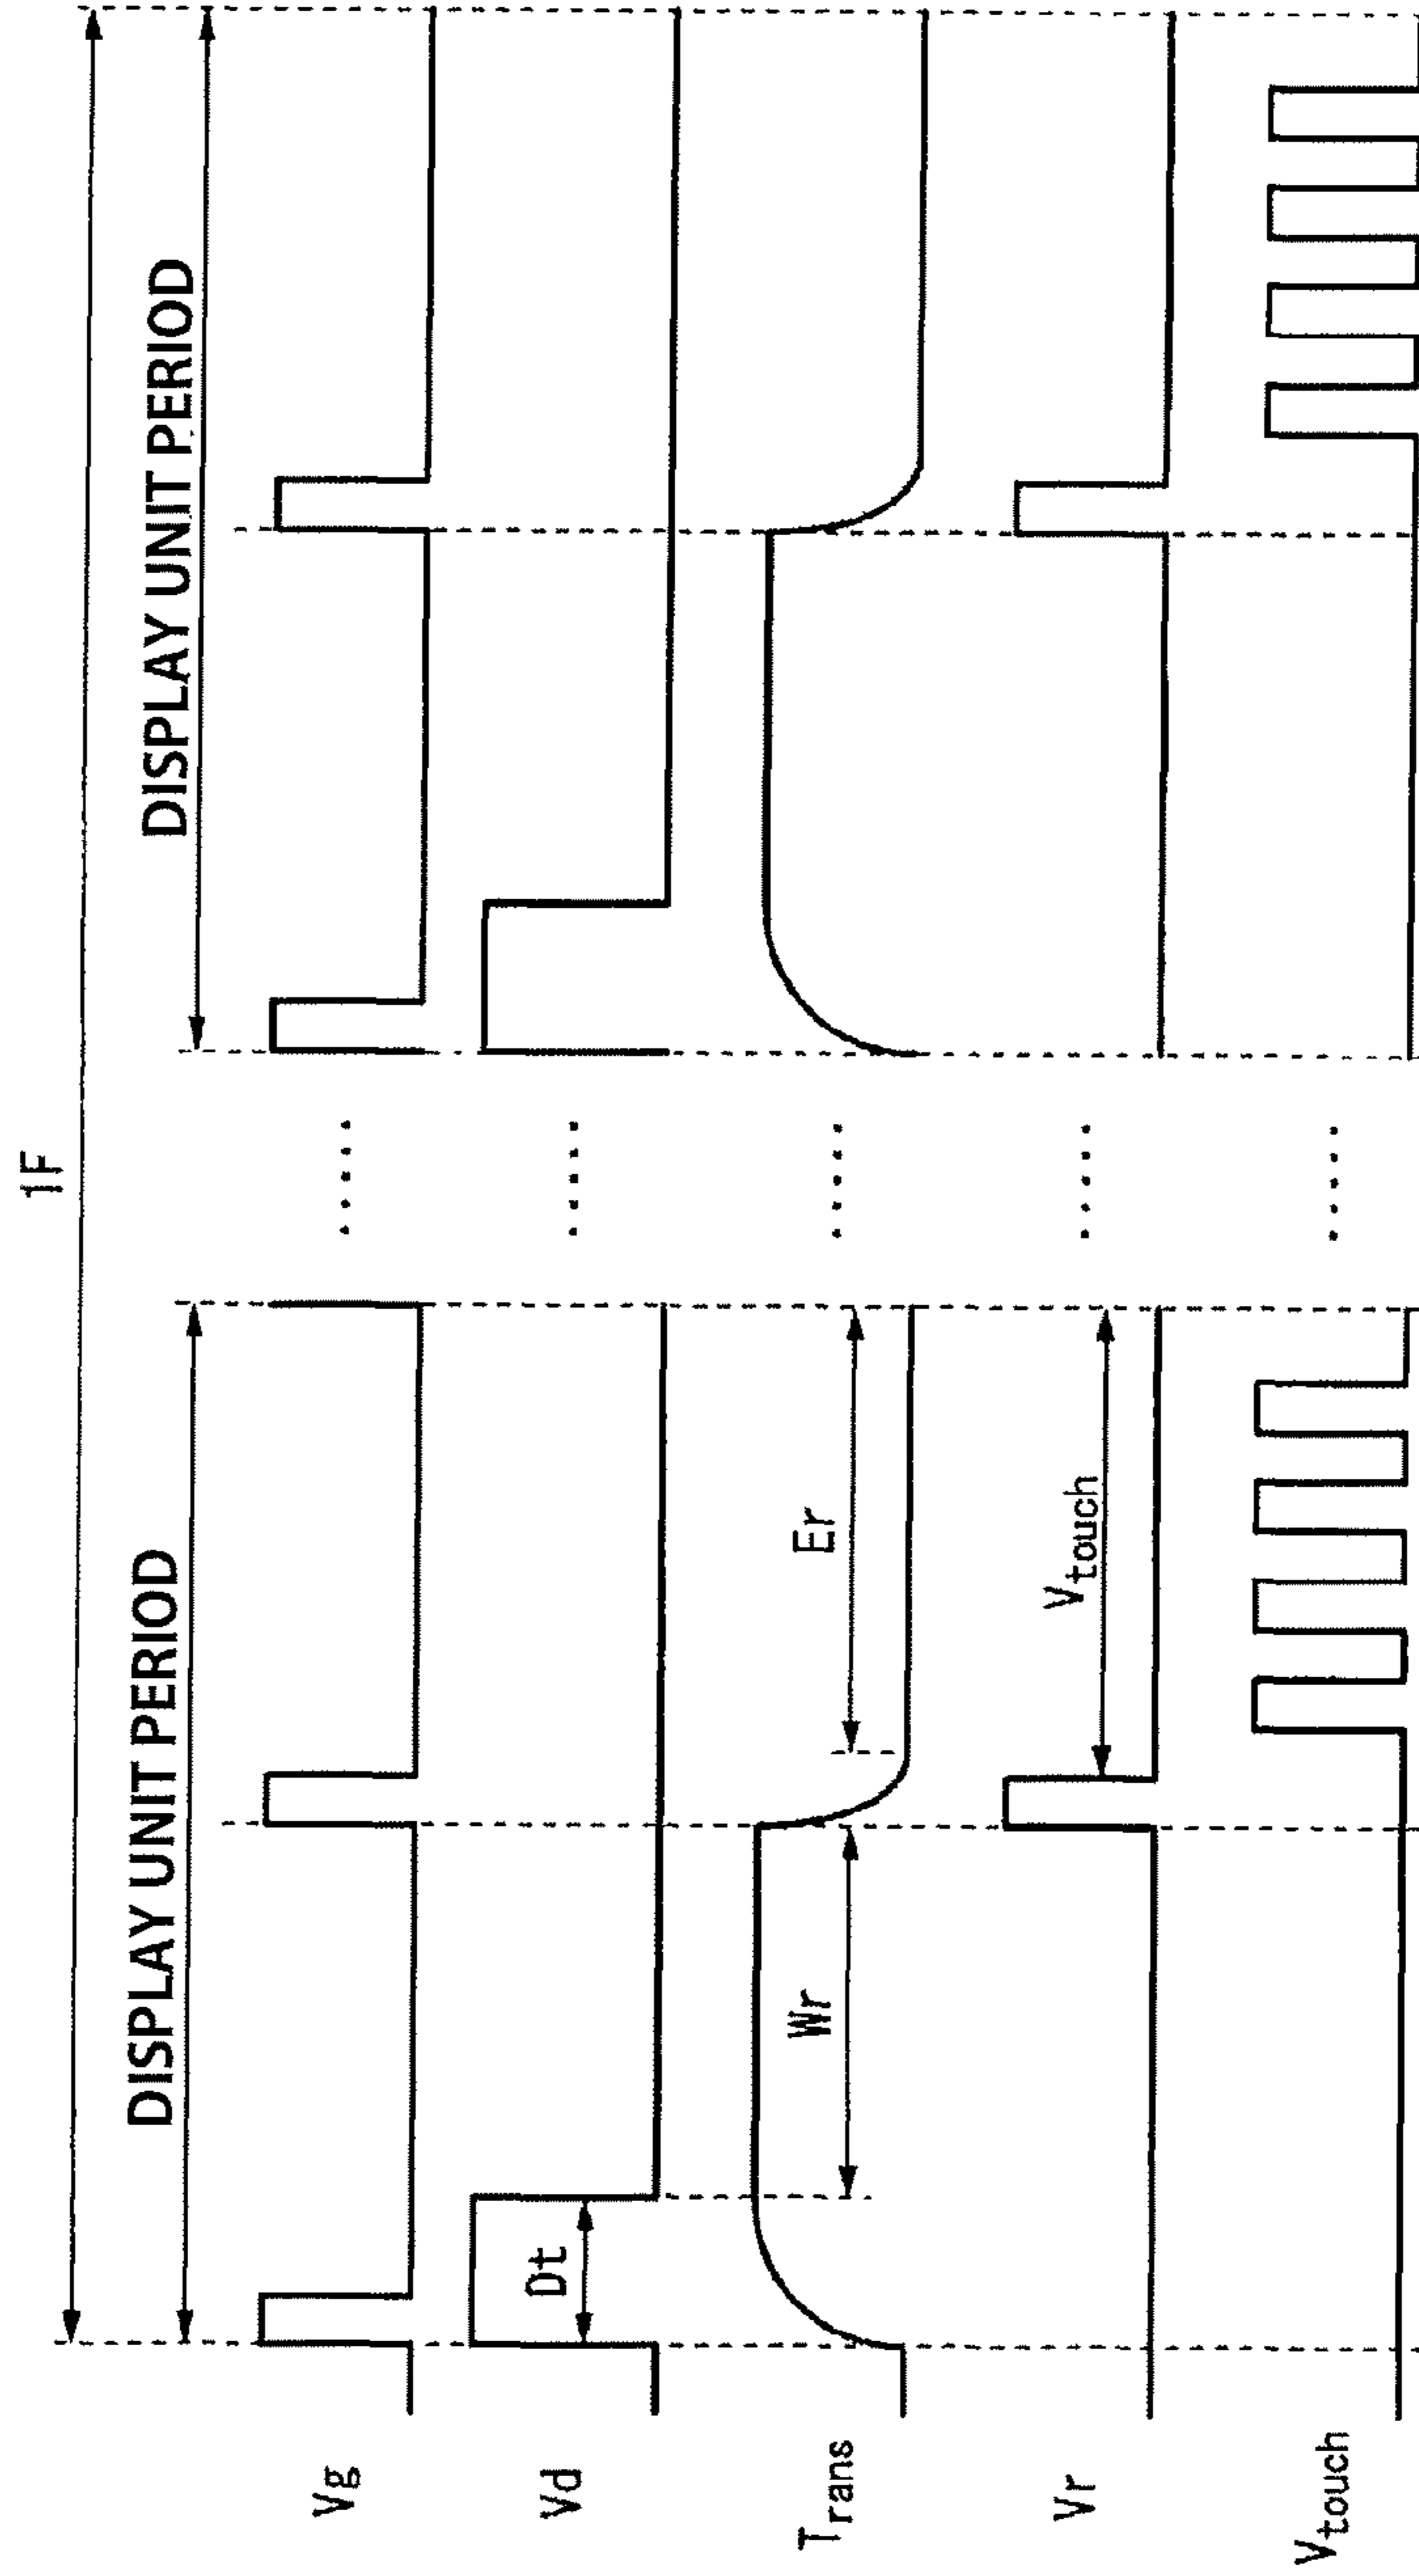 1F
DISPLAY UNIT PERIOD
DISPLAY UNIT PERIOD
Vg
.....
Vd
Dt
.....
Trans
Wr
Er
.....
Vr
Vtouch
.....
Vtouch
.....